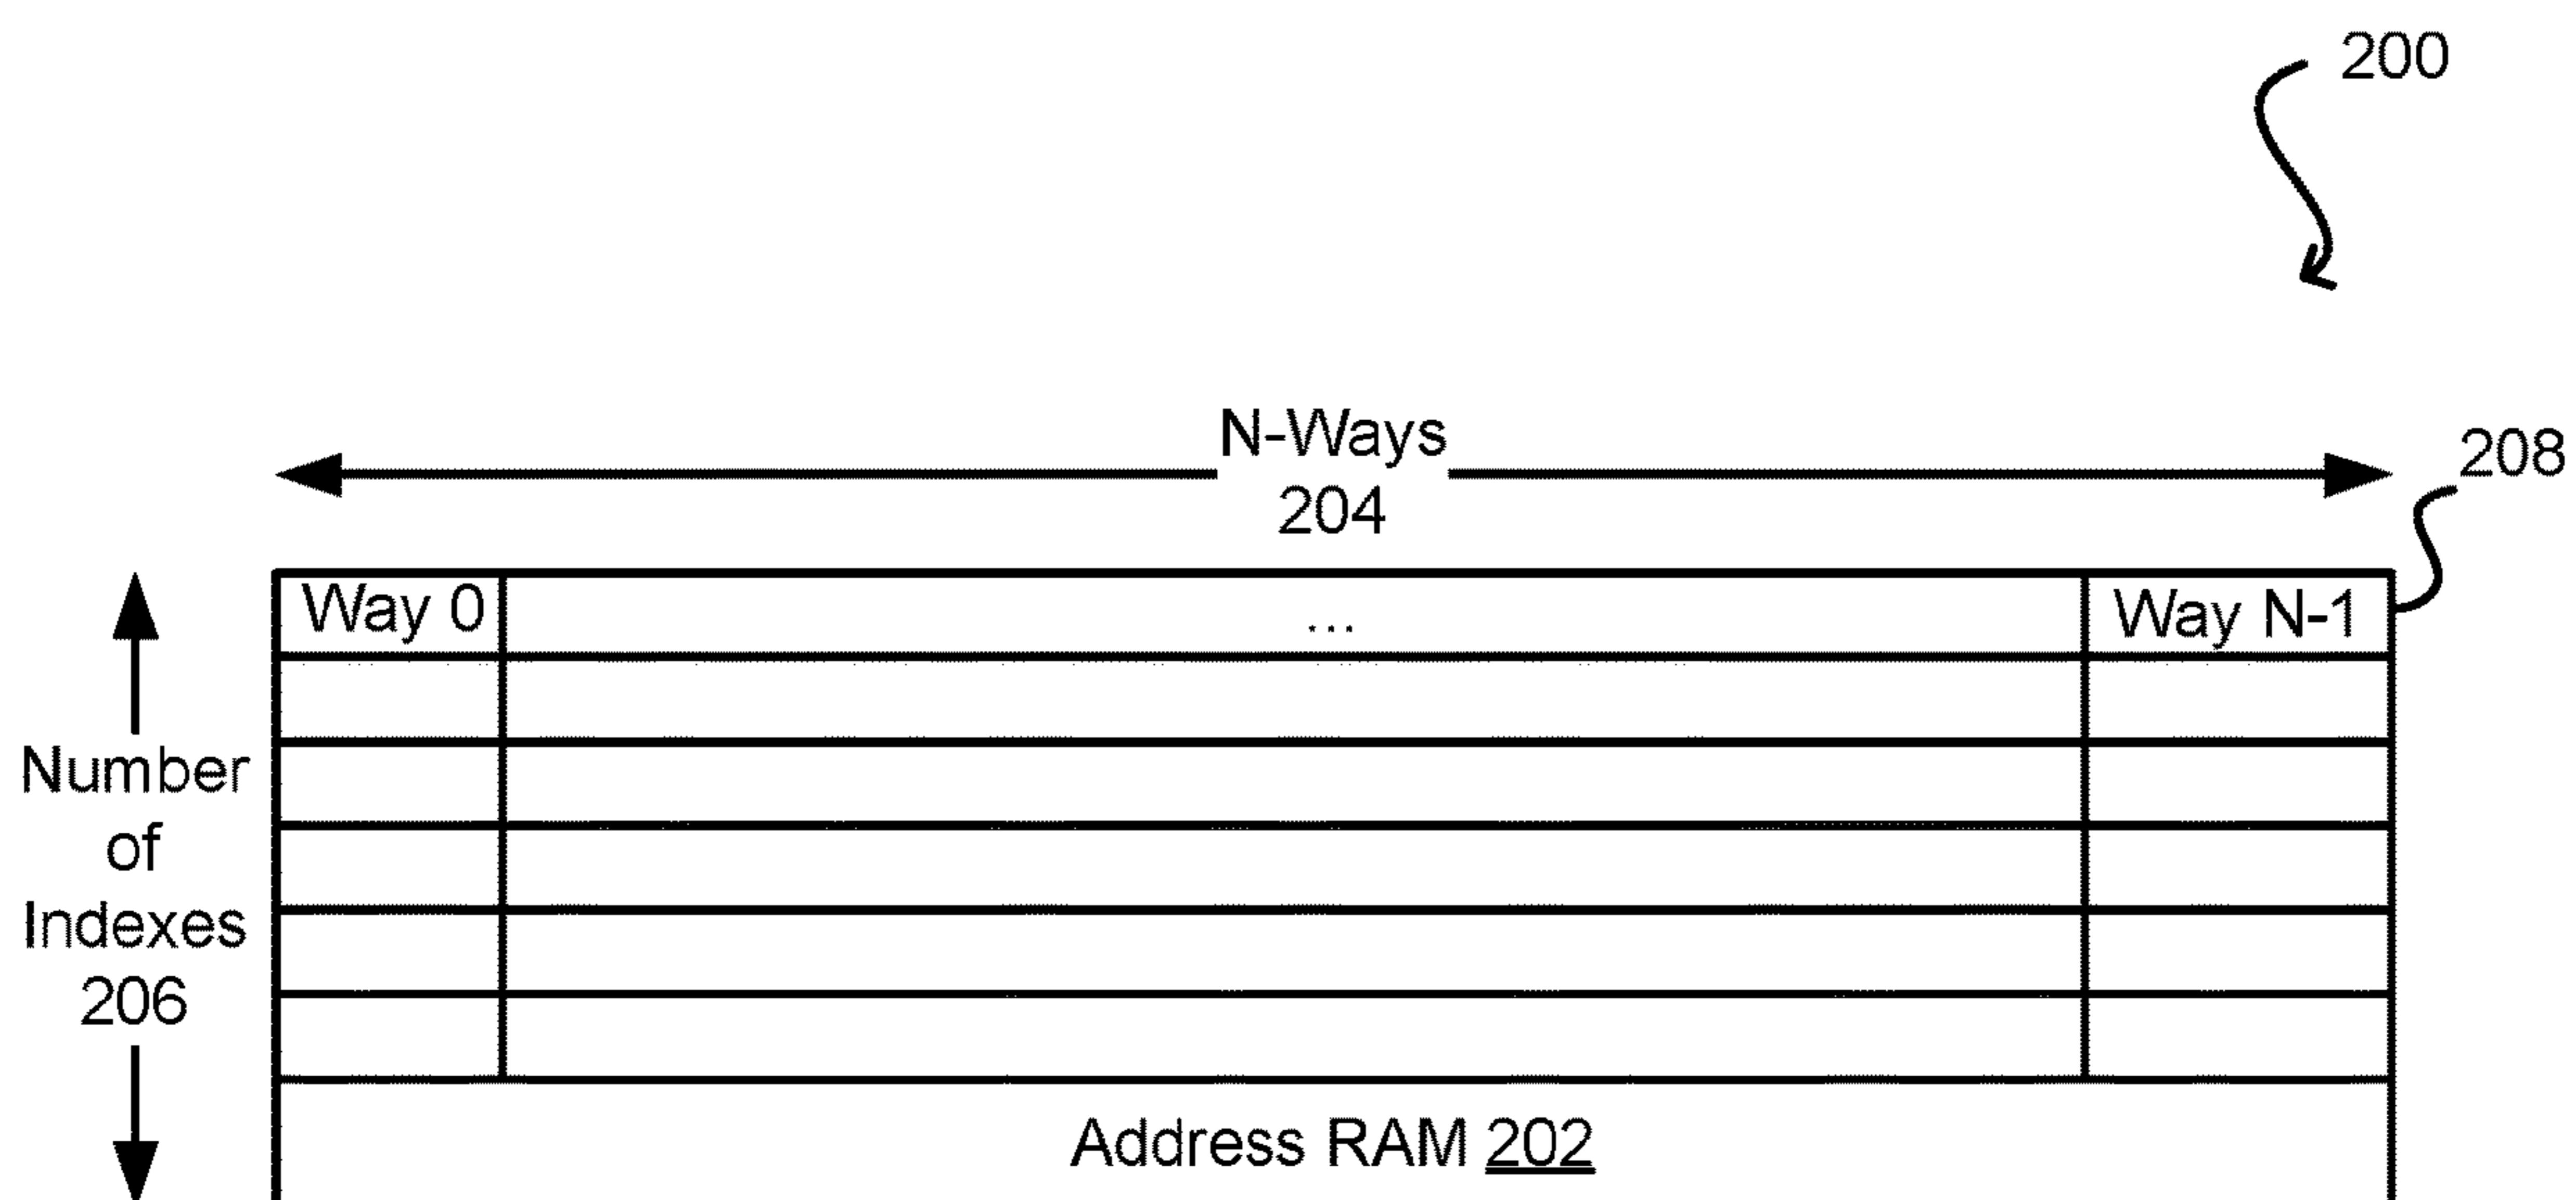 200
N-Ways
204
208
Way 0
...
Way N-1
Number
of
Indexes
206
Address RAM 202